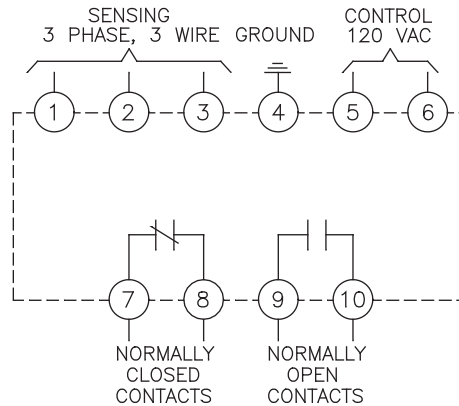 SENSING
3 PHASE, 3 WIRE GROUND
CONTROL
120 VAC
1 2 3 4 5 6
7 8 9 10
NORMALLY
CLOSED
CONTACTS
NORMALLY
OPEN
CONTACTS